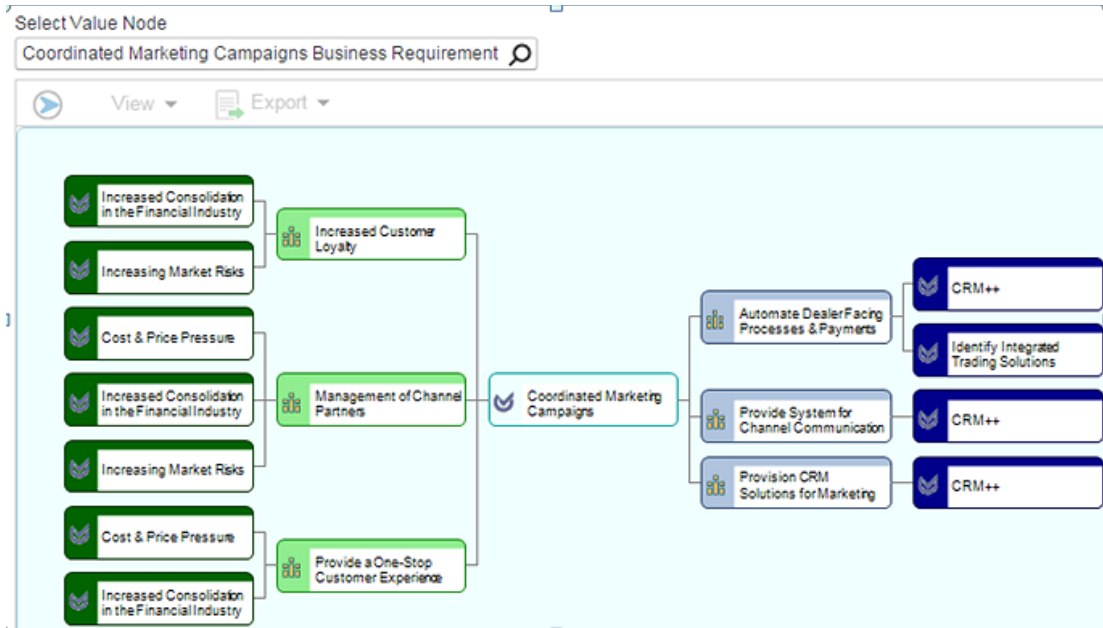 Select Value Node
Coordinated Marketing Campaigns Business Requirement
View
Export
Increased Consolidation
in the Financial Industry
Increasing Market Risks
Increased Customer
Loyalty
Cost & Price Pressure
Increased Consolidation
in the Financial Industry
Increasing Market Risks
Management of Channel
Partners
Cost & Price Pressure
Increased Consolidation
in the Financial Industry
Provide a One-Stop
Customer Experience
Coordinated Marketing
Campaigns
Automate Dealer Facing
Processes & Payments
CRM++
Identify Integrated
Trading Solutions
Provide System for
Channel Communication
CRM++
Provision CRM
Solutions for Marketing
CRM++